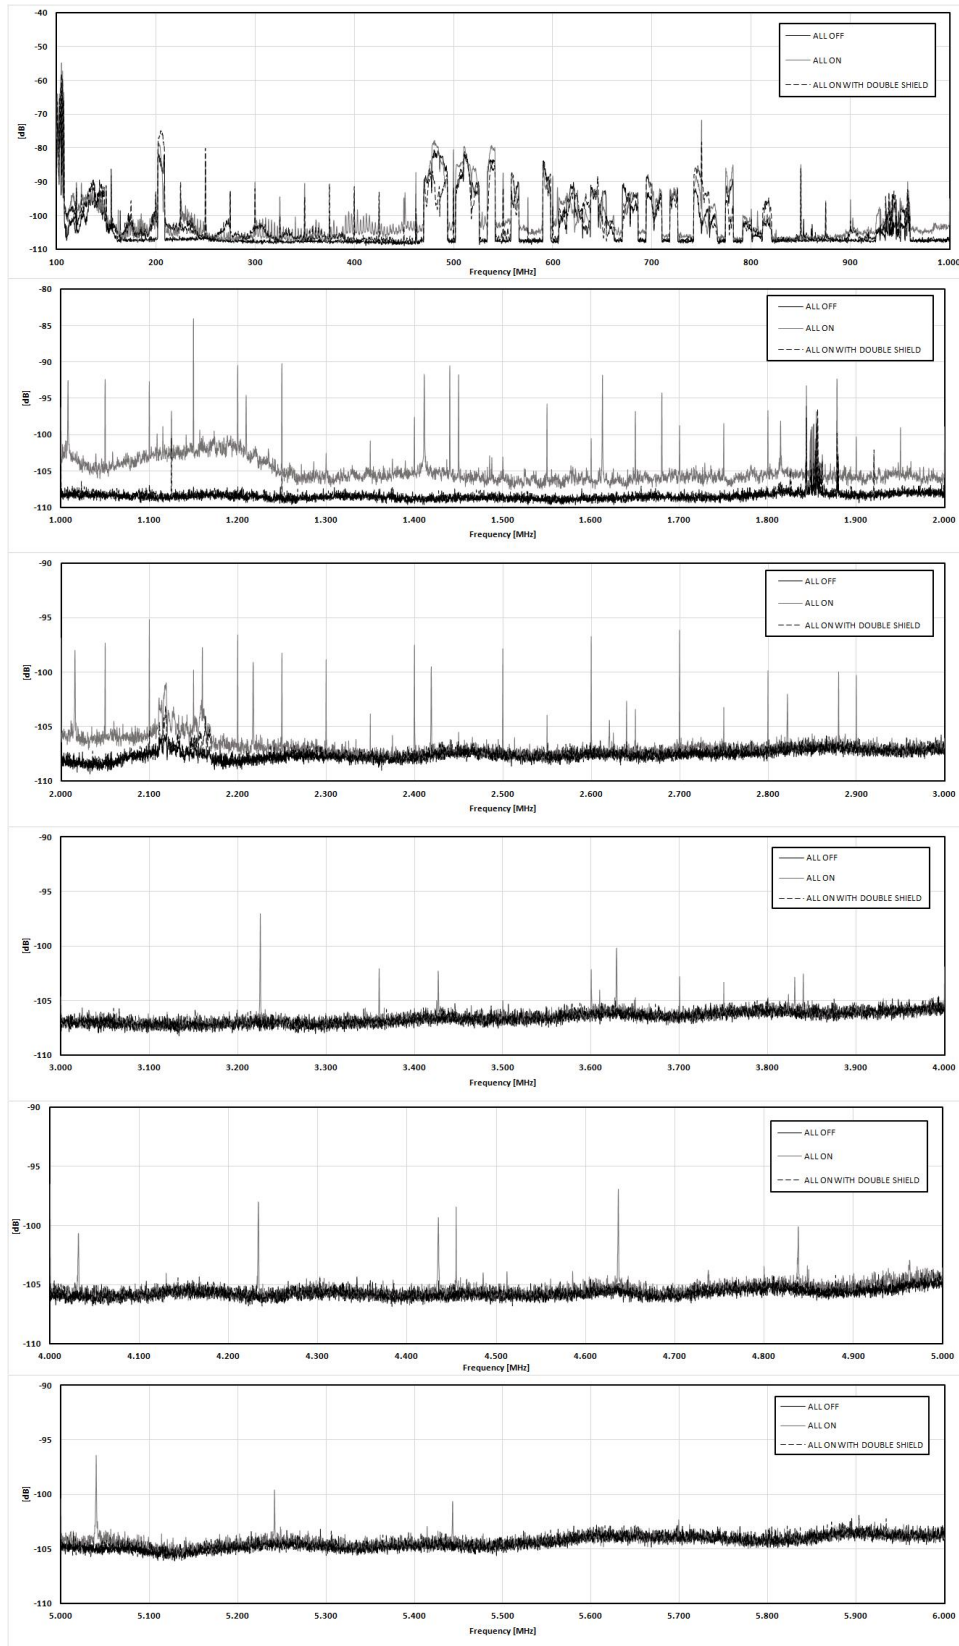 -40
ALL OFF
-50
ALL ON
-60
ALL ON WITH DOUBLE SHIELD
-70
[dB]
-80
-90
-100
-110
100 200 300 400 500 600 700 800 900 1.000
Frequency [MHz]
-80
ALL OFF
-85
ALL ON
ALL ON WITH DOUBLE SHIELD
-90
[dB]
-95
-100
-105
-110
1.000 1.100 1.200 1.300 1.400 1.500 1.600 1.700 1.800 1.900 2.000
Frequency [MHz]
-90
ALL OFF
ALL ON
-95
ALL ON WITH DOUBLE SHIELD
[dB]
-100
-105
-110
2.000 2.100 2.200 2.300 2.400 2.500 2.600 2.700 2.800 2.900 3.000
Frequency [MHz]
-90
ALL OFF
ALL ON
-95
ALL ON WITH DOUBLE SHIELD
[dB]
-100
-105
-110
3.000 3.100 3.200 3.300 3.400 3.500 3.600 3.700 3.800 3.900 4.000
Frequency [MHz]
-90
ALL OFF
ALL ON
-95
ALL ON WITH DOUBLE SHIELD
[dB]
-100
-105
-110
4.000 4.100 4.200 4.300 4.400 4.500 4.600 4.700 4.800 4.900 5.000
Frequency [MHz]
-90
ALL OFF
ALL ON
-95
ALL ON WITH DOUBLE SHIELD
[dB]
-100
-105
-110
5.000 5.100 5.200 5.300 5.400 5.500 5.600 5.700 5.800 5.900 6.000
Frequency [MHz]